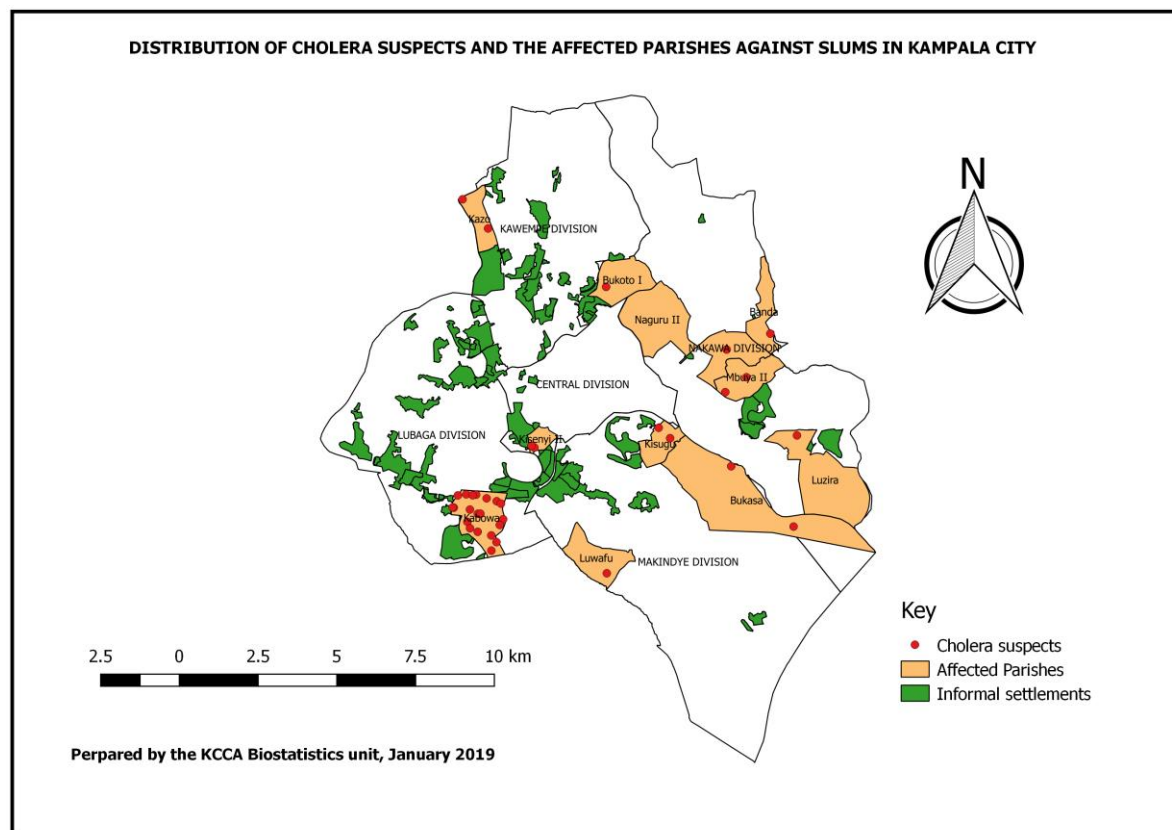 DISTRIBUTION OF CHOLERA SUSPECTS AND THE AFFECTED PARISHES AGAINST SLUMS IN KAMPALA CITY
N
Kazo
KAWEMPE DIVISION
Bukoto I
Naguru II
Banda
NAKAWA DIVISION
Mbuya II
CENTRAL DIVISION
LUBAGA DIVISION
Kisenyi II
Kisugu
Bukasa
Luzira
Kabowa
Luwafu
MAKINDYE DIVISION
Key
Cholera suspects
Affected Parishes
Informal settlements
2.5 0 2.5 5 7.5 10 km
Perpared by the KCCA Biostatistics unit, January 2019